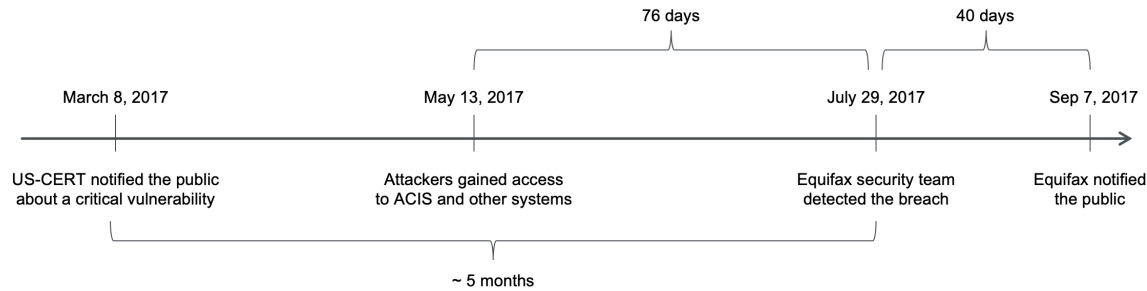 76 days
40 days
March 8, 2017
May 13, 2017
July 29, 2017
Sep 7, 2017
US-CERT notified the public
about a critical vulnerability
Attackers gained access
to ACIS and other systems
Equifax security team
detected the breach
Equifax notified
the public
~ 5 months